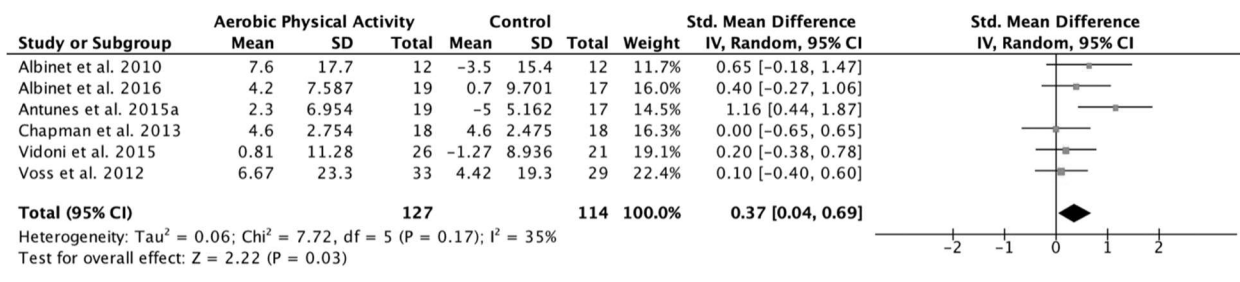 Aerobic Physical Activity Control Std. Mean Difference Std. Mean Difference
Study or Subgroup Mean SD Total Mean SD Total Weight IV, Random, 95% CI IV, Random, 95% CI
Albinet et al. 2010 7.6 17.7 12 −3.5 15.4 12 11.7% 0.65 [−0.18, 1.47]
Albinet et al. 2016 4.2 7.587 19 0.7 9.701 17 16.0% 0.40 [−0.27, 1.06]
Antunes et al. 2015a 2.3 6.954 19 −5 5.162 17 14.5% 1.16 [0.44, 1.87]
Chapman et al. 2013 4.6 2.754 18 4.6 2.475 18 16.3% 0.00 [−0.65, 0.65]
Vidoni et al. 2015 0.81 11.28 26 −1.27 8.936 21 19.1% 0.20 [−0.38, 0.78]
Voss et al. 2012 6.67 23.3 33 4.42 19.3 29 22.4% 0.10 [−0.40, 0.60]
Total (95% CI) 127 114 100.0% 0.37 [0.04, 0.69]
Heterogeneity: Tau² = 0.06; Chi² = 7.72, df = 5 (P = 0.17); I² = 35%
Test for overall effect: Z = 2.22 (P = 0.03)
−2 −1 0 1 2